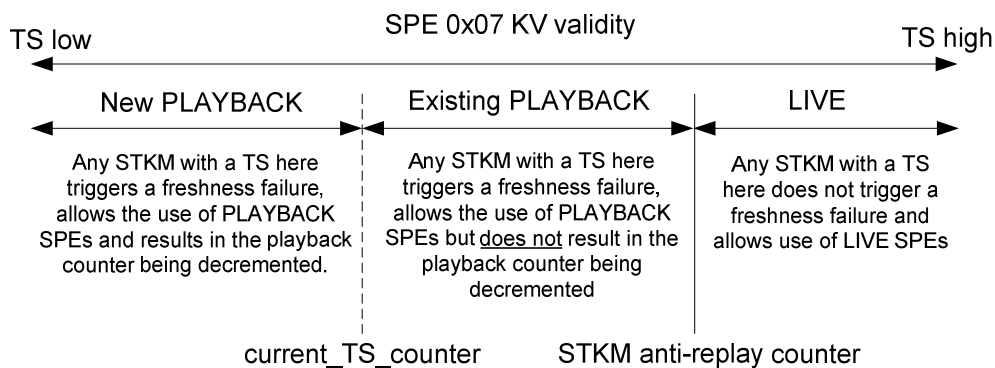 SPE 0x07 KV validity
TS low
TS high
New PLAYBACK
Existing PLAYBACK
LIVE
Any STKM with a TS here
triggers a freshness failure,
allows the use of PLAYBACK
SPEs and results in the playback
counter being decremented.
Any STKM with a TS here
triggers a freshness failure,
allows the use of PLAYBACK
SPEs but does not result in the
playback counter being
decremented
Any STKM with a TS
here does not trigger a
freshness failure and
allows use of LIVE SPEs
current_TS_counter
STKM anti-replay counter